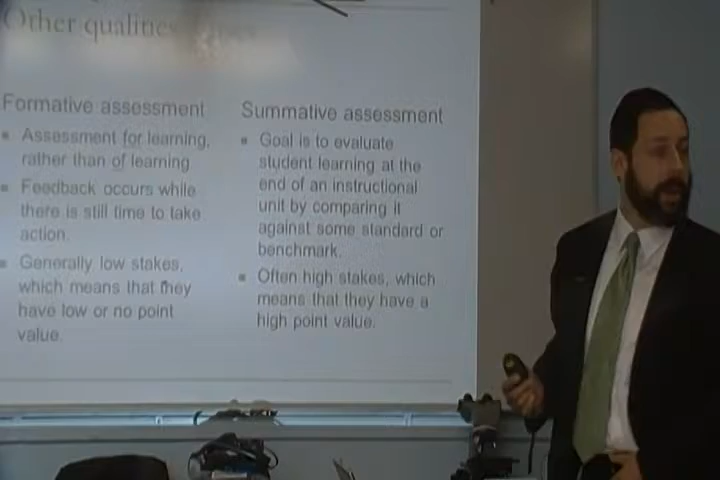 Other qualities
Formative assessment
Assessment for learning,
rather than of learning
Feedback occurs while
there is still time to take
action.
Generally low stakes,
which means that they
have low or no point
value.
Summative assessment
Goal is to evaluate
student learning at the
end of an instructional
unit by comparing it
against some standard or
benchmark.
Often high stakes, which
means that they have a
high point value.